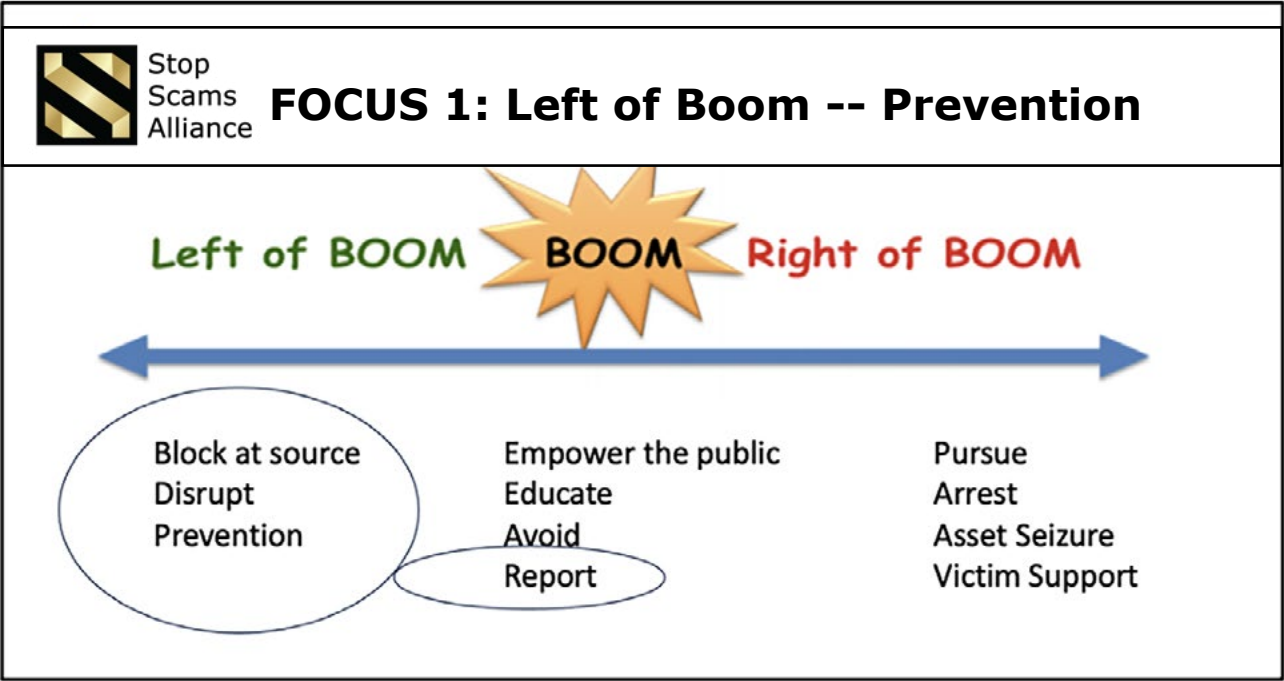 Stop
Scams
Alliance
FOCUS 1: Left of Boom -- Prevention
Left of BOOM
BOOM
Right of BOOM
Block at source
Disrupt
Prevention
Empower the public
Educate
Avoid
Report
Pursue
Arrest
Asset Seizure
Victim Support